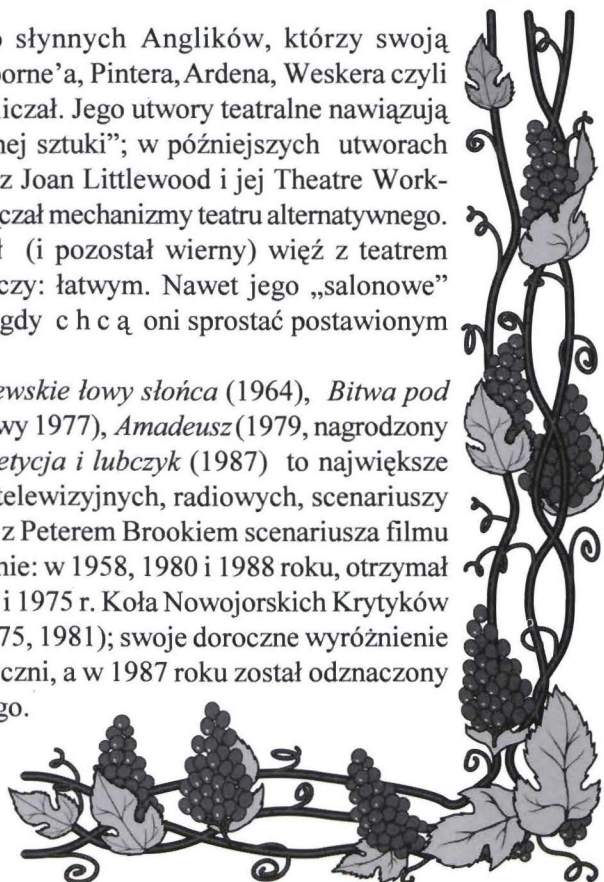 słynnych Anglików, którzy swoją
orne'a, Pintera, Ardena, Weskera czyli
iczał. Jego utwory teatralne nawiązują
nej sztuki"; w późniejszych utworach
z Joan Littlewood i jej Theatre Work-
czał mechanizmy teatru alternatywnego.
ł (i pozostał wierny) więź z teatrem
czy: łatwym. Nawet jego „salonowe"
gdy c h c ą oni sprostać postawionym
ewskie łowy słońca (1964), Bitwa pod
wy 1977), Amadeusz (1979, nagrodzony
etycja i lubczyk (1987) to największe
telewizyjnych, radiowych, scenariuszy
z Peterem Brookiem scenariusza filmu
nie: w 1958, 1980 i 1988 roku, otrzymał
i 1975 r. Koła Nowojorskich Krytyków
75, 1981); swoje doroczne wyróżnienie
czni, a w 1987 roku został odznaczony
go.